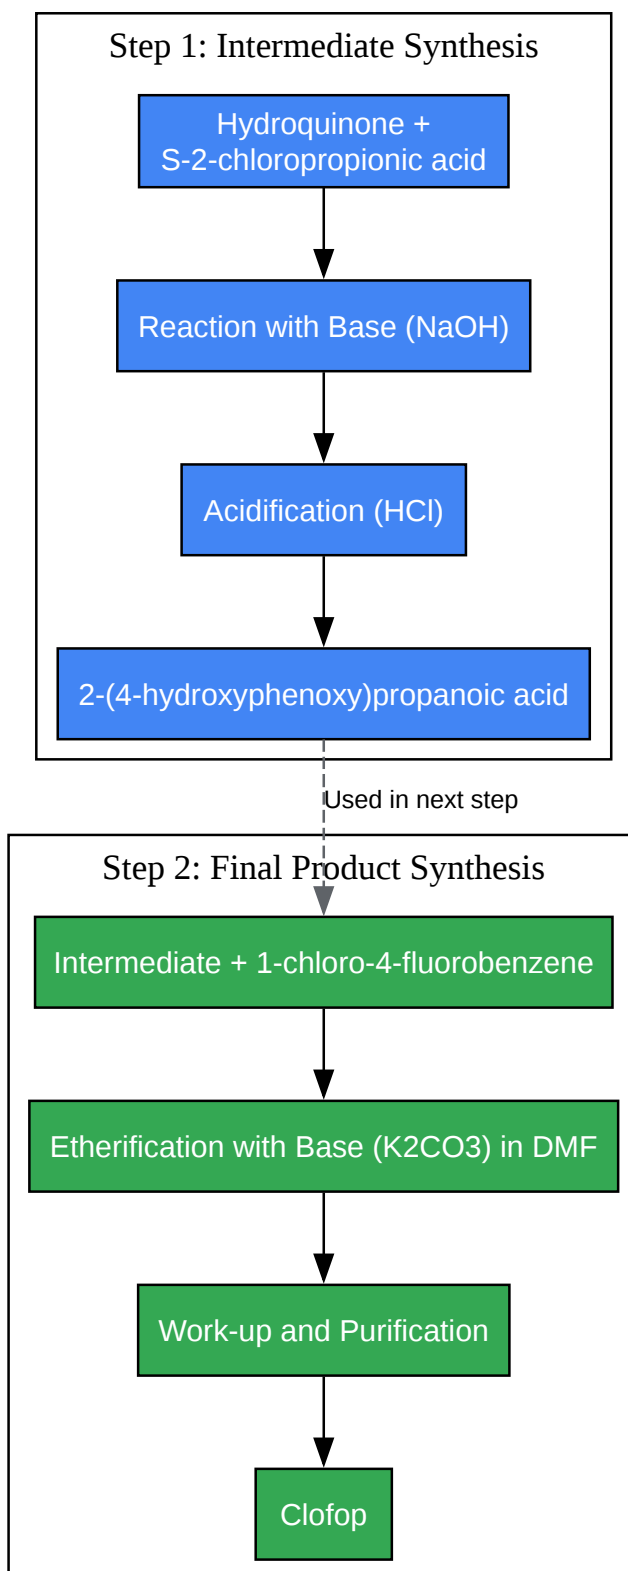 Step 1: Intermediate Synthesis
Hydroquinone +
S-2-chloropropionic acid
Reaction with Base (NaOH)
Acidification (HCl)
2-(4-hydroxyphenoxy)propanoic acid
Used in next step
Step 2: Final Product Synthesis
Intermediate + 1-chloro-4-fluorobenzene
Etherification with Base (K2CO3) in DMF
Work-up and Purification
Clofop